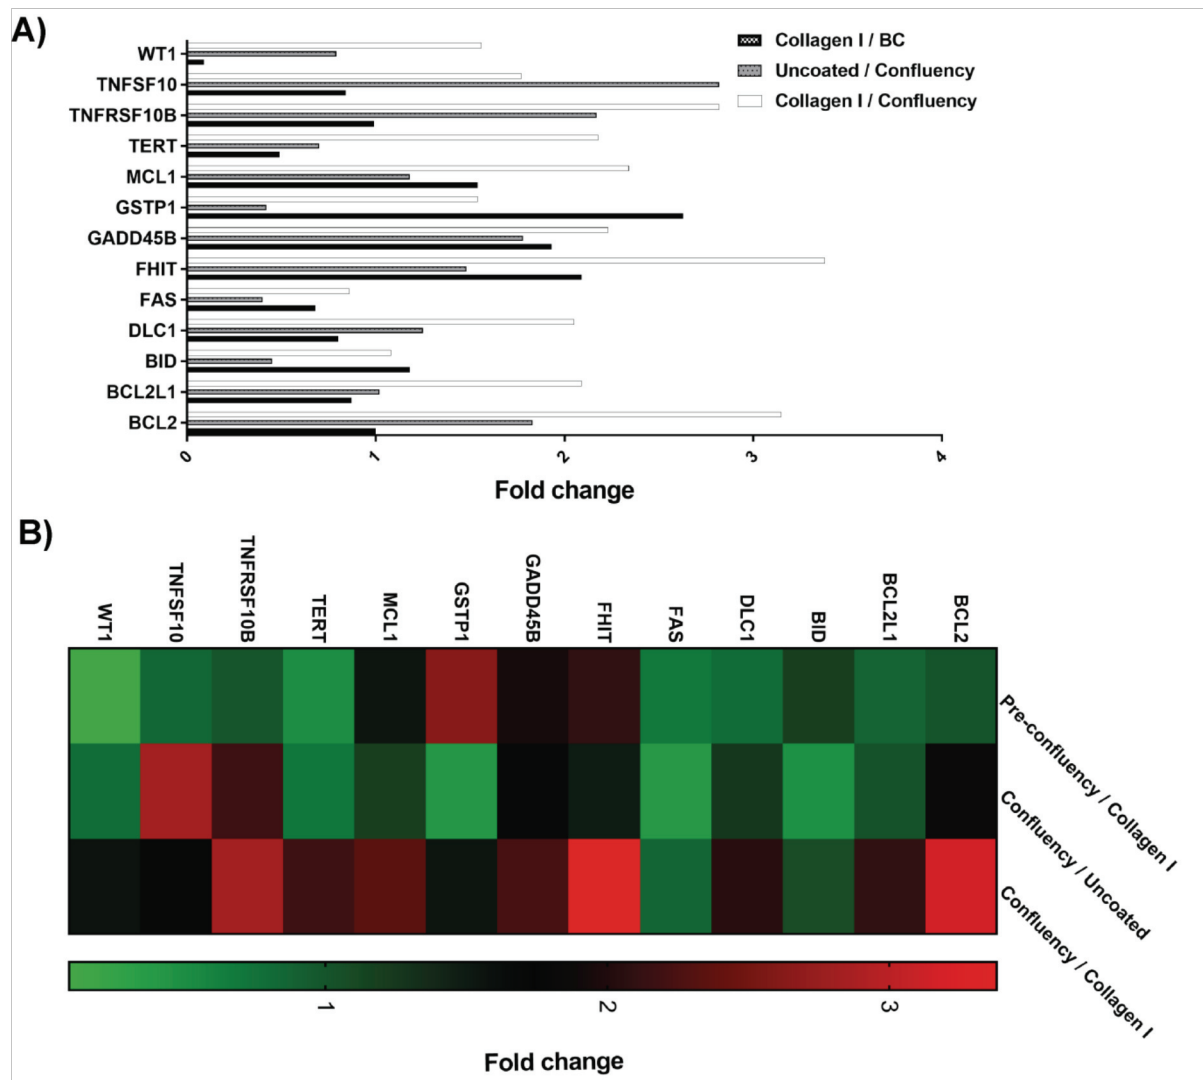 A)
WT1
TNFSF10
TNFRSF10B
TERT
MCL1
GSTP1
GADD45B
FHIT
FAS
DLC1
BID
BCL2L1
BCL2
Collagen I / BC
Uncoated / Confluency
Collagen I / Confluency
0 1 2 3 4
Fold change
B)
WT1 TNFSF10 TNFRSF10B TERT MCL1 GSTP1 GADD45B FHIT FAS DLC1 BID BCL2L1 BCL2
Pre-confluency / Collagen I
Confluency / Uncoated
Confluency / Collagen I
1 2 3
Fold change